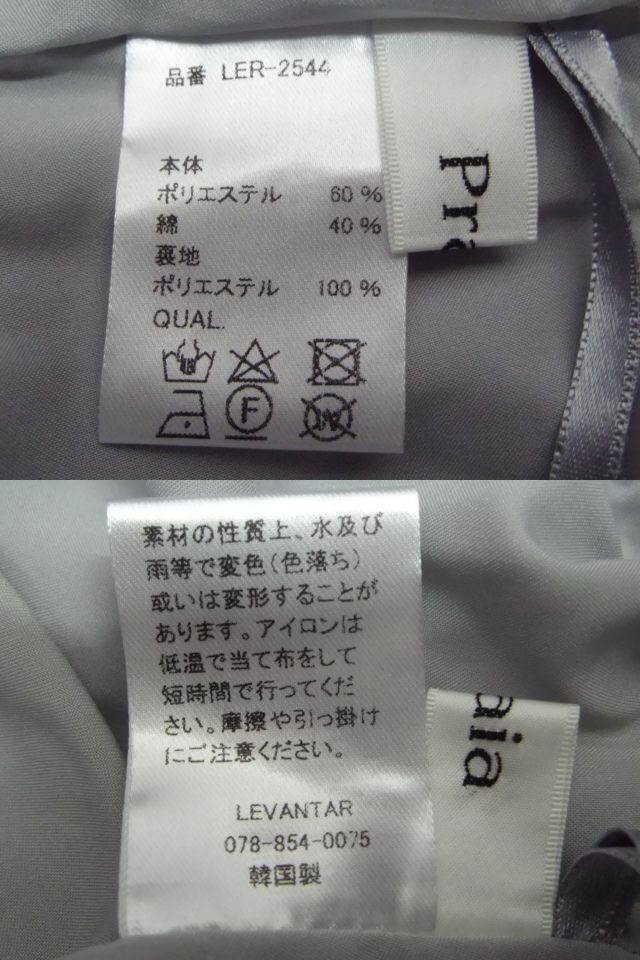 品番 LER-2544
本体
ポリエステル 60 %
綿 40 %
裏地
ポリエステル 100 %
QUAL.
F
W
Pra
素材の性質上、水及び
雨等で変色(色落ち)
或いは変形することが
あります。アイロンは
低温で当て布をして
短時間で行ってくだ
さい。摩擦や引っ掛け
にご注意ください。
LEVANTAR
078-854-0075
韓国製
aia